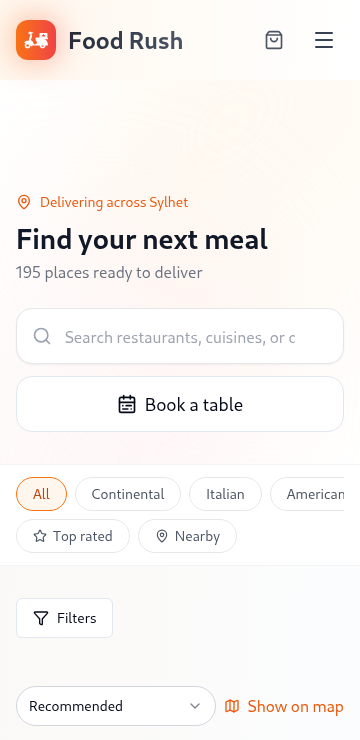 Food Rush
Delivering across Sylhet
Find your next meal
195 places ready to deliver
Search restaurants, cuisines, or c
Book a table
All Continental Italian American
Top rated Nearby
Filters
Recommended Show on map